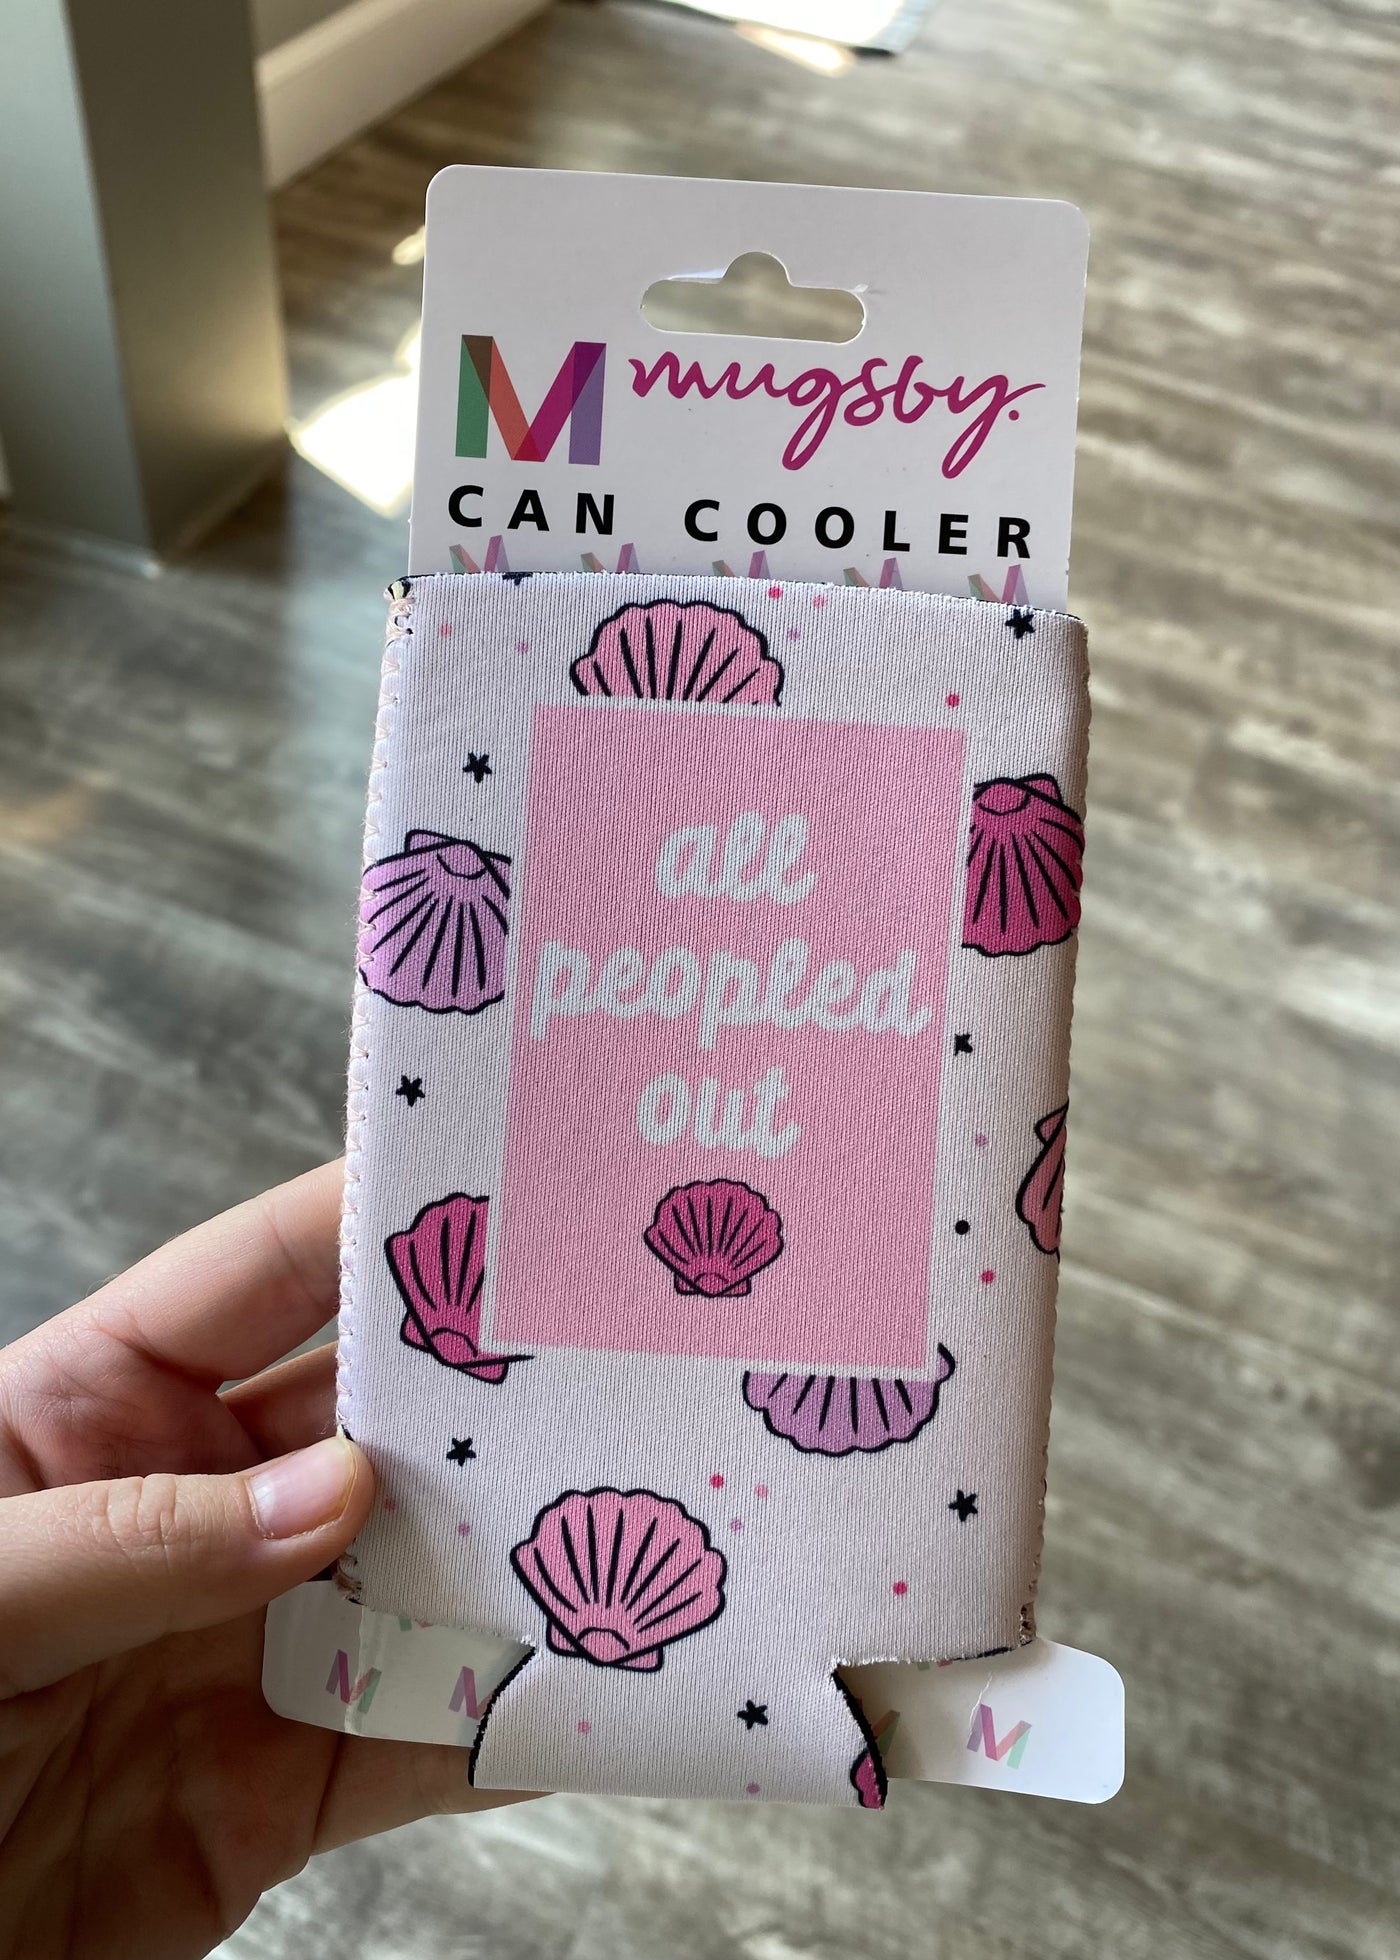 M mugsby.
CAN COOLER
all
peopled
out